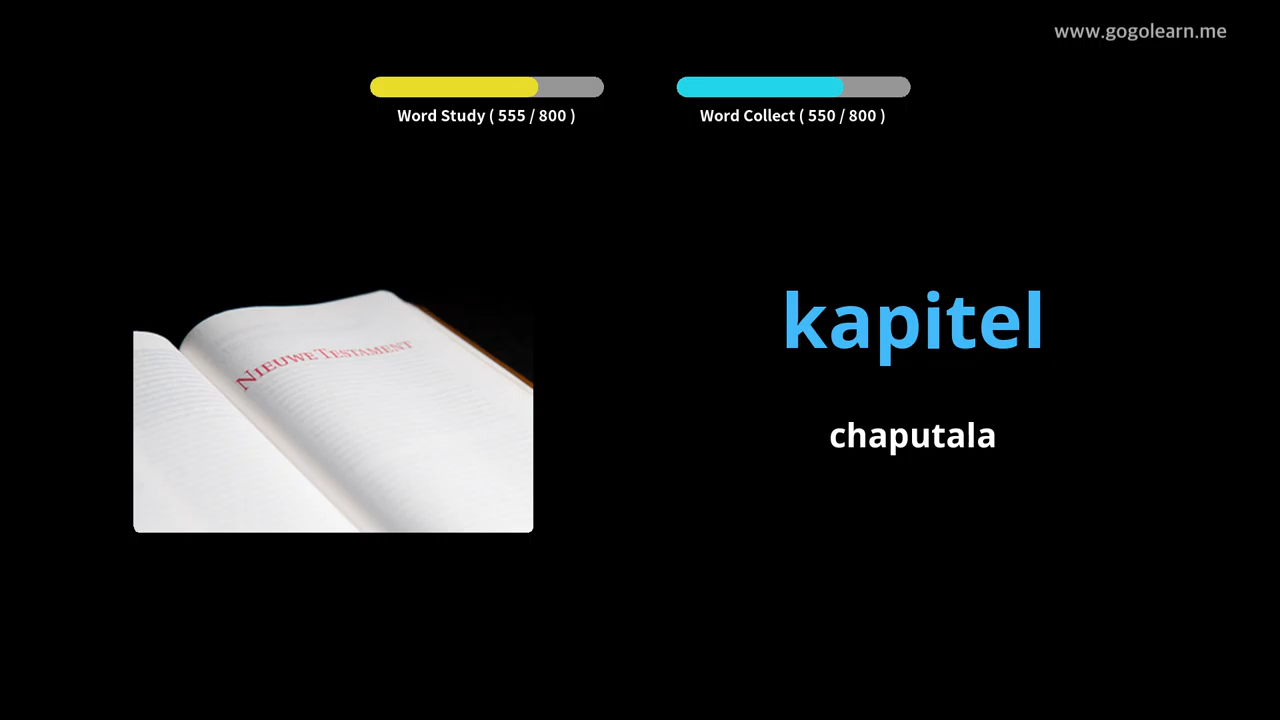 www.gogolearn.me
Word Study ( 555 / 800 )
Word Collect ( 550 / 800 )
NIEUWE TESTAMENT
kapitel
chaputala